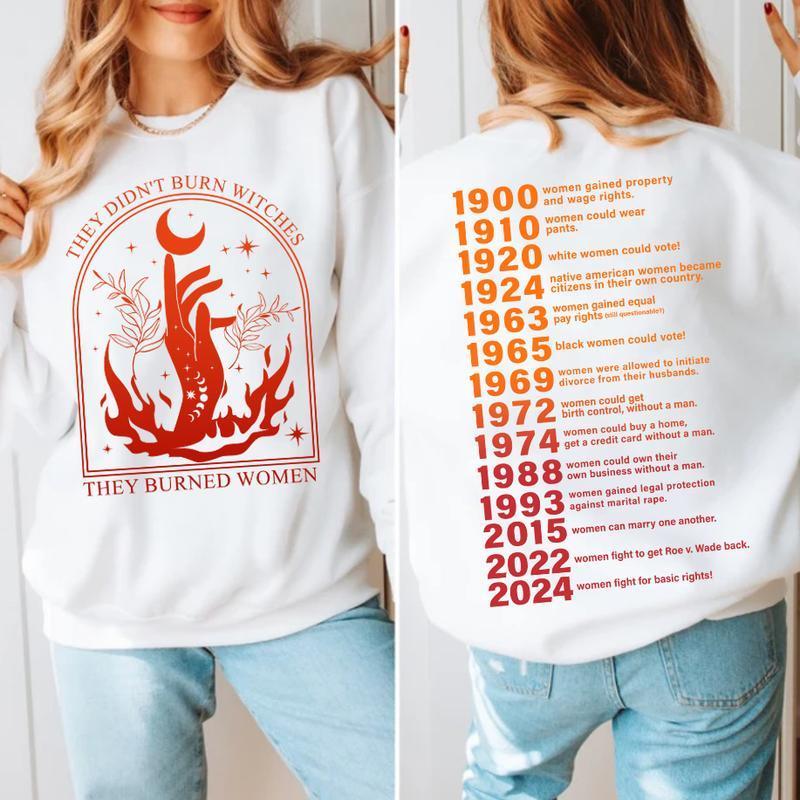 THEY DIDN'T BURN WITCHES
THEY BURNED WOMEN
1900 women gained property
and wage rights.
1910 women could wear
pants.
1920 white women could vote!
1924 native american women became
citizens in their own country.
1963 women gained equal
pay rights (still questionable?)
1965 black women could vote!
1969 women were allowed to initiate
divorce from their husbands.
1972 women could get
birth control, without a man.
1974 women could buy a home,
get a credit card without a man.
1988 women could own their
own business without a man.
1993 women gained legal protection
against marital rape.
2015 women can marry one another.
2022 women fight to get Roe v. Wade back.
2024 women fight for basic rights!